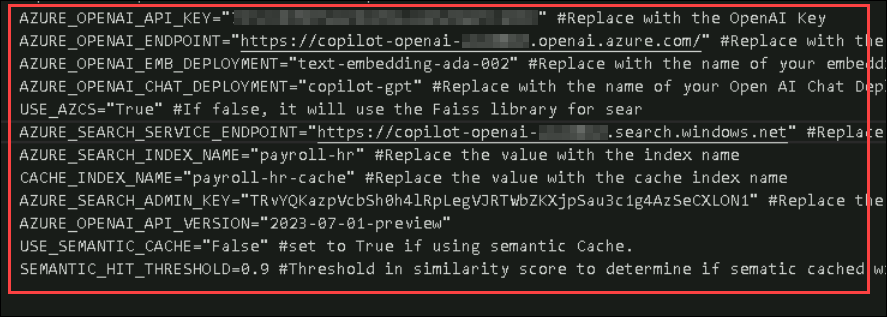 AZURE_OPENAI_API_KEY=" " #Replace with the OpenAI Key
AZURE_OPENAI_ENDPOINT="https://copilot-openai- .openai.azure.com/" #Replace with the
AZURE_OPENAI_EMB_DEPLOYMENT="text-embedding-ada-002" #Replace with the name of your embedd
AZURE_OPENAI_CHAT_DEPLOYMENT="copilot-gpt" #Replace with the name of your Open AI Chat Dep
USE_AZCS="True" #If false, it will use the Faiss library for sear
AZURE_SEARCH_SERVICE_ENDPOINT="https://copilot-openai- .search.windows.net" #Replace
AZURE_SEARCH_INDEX_NAME="payroll-hr" #Replace the value with the index name
CACHE_INDEX_NAME="payroll-hr-cache" #Replace the value with the cache index name
AZURE_SEARCH_ADMIN_KEY="TRvYQKazpVcbSh0h4lRpLegVJRTWbZKXjpSau3c1g4AzSeCXLON1" #Replace the
AZURE_OPENAI_API_VERSION="2023-07-01-preview"
USE_SEMANTIC_CACHE="False" #set to True if using semantic Cache.
SEMANTIC_HIT_THRESHOLD=0.9 #Threshold in similarity score to determine if sematic cached w